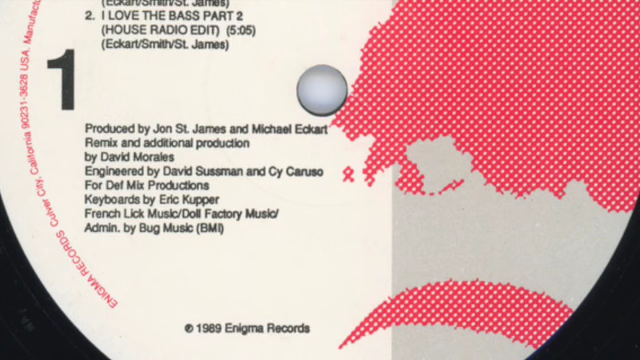 (Eckart/Smith/St. James)
2. I LOVE THE BASS PART 2
(HOUSE RADIO EDIT) (5:05)
(Eckart/Smith/St. James)
1
Produced by Jon St. James and Michael Eckart
Remix and additional production
by David Morales
Engineered by David Sussman and Cy Caruso
For Def Mix Productions
Keyboards by Eric Kupper
French Lick Music/Doll Factory Music/
Admin. by Bug Music (BMI)
℗ 1989 Enigma Records
ENIGMA RECORDS Culver City, California 90231-3628 USA. Manufactu